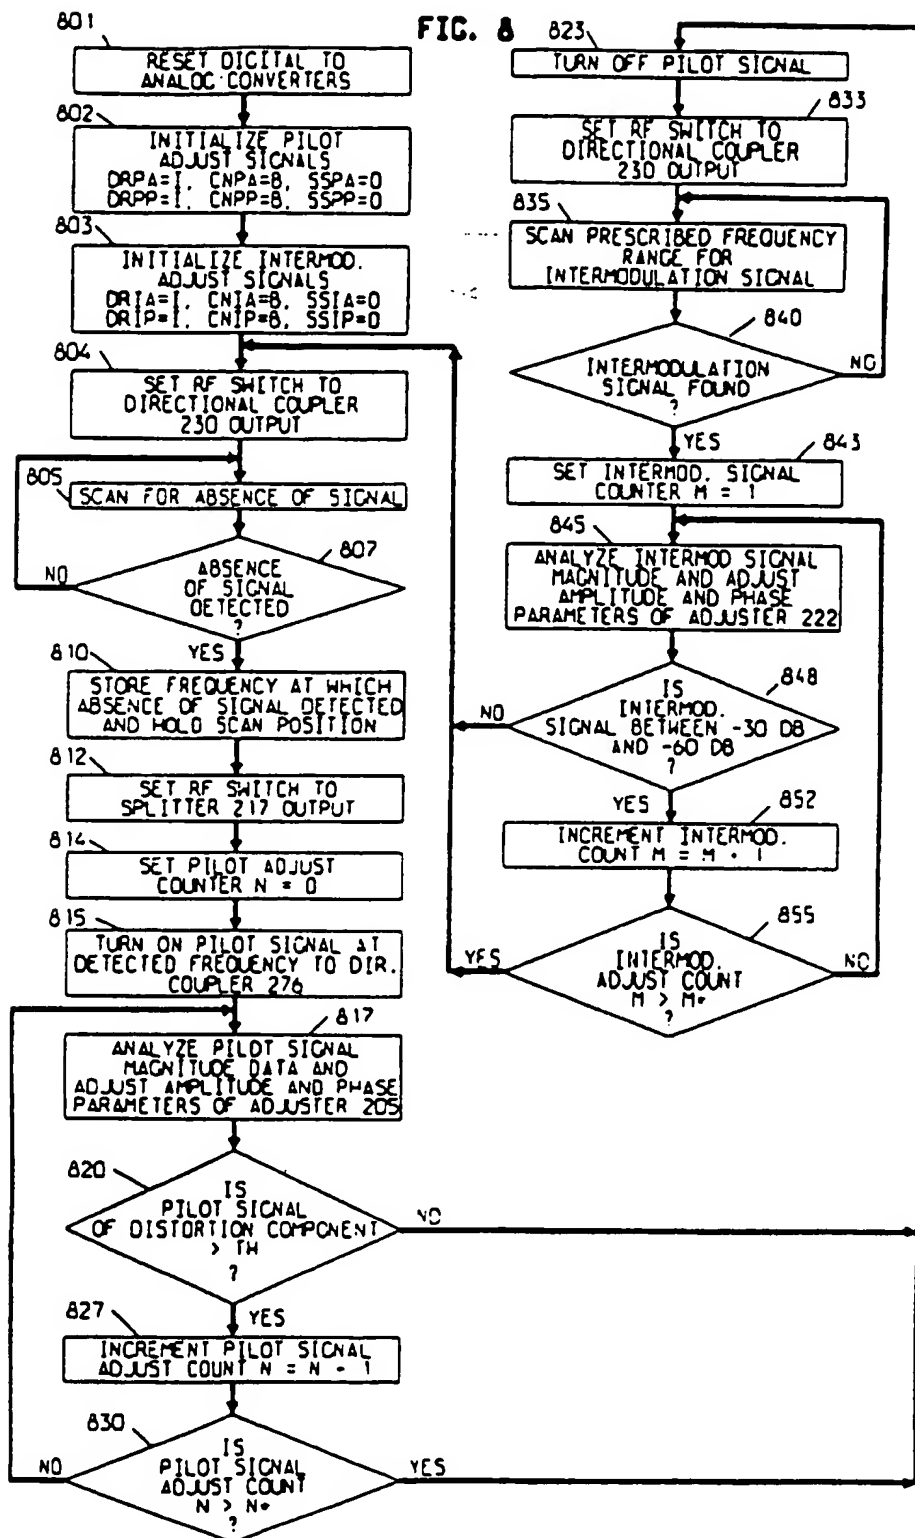 FIG. 8
801
RESET DIGITAL TO
ANALOG CONVERTERS
802
INITIALIZE PILOT
ADJUST SIGNALS
DRPA=1, CNPA=8, SSPA=0
DRPP=1, CNPP=8, SSPP=0
803
INITIALIZE INTERMOD.
ADJUST SIGNALS
DRIA=1, CNIA=8, SSIA=0
DRIP=1, CNIP=8, SSIP=0
804
SET RF SWITCH TO
DIRECTIONAL COUPLER
230 OUTPUT
805
SCAN FOR ABSENCE OF SIGNAL
807
ABSENCE
OF SIGNAL
DETECTED
?
NO
YES
810
STORE FREQUENCY AT WHICH
ABSENCE OF SIGNAL DETECTED
AND HOLD SCAN POSITION
812
SET RF SWITCH TO
SPLITTER 217 OUTPUT
814
SET PILOT ADJUST
COUNTER N = 0
815
TURN ON PILOT SIGNAL AT
DETECTED FREQUENCY TO DIR.
COUPLER 276
817
ANALYZE PILOT SIGNAL
MAGNITUDE DATA AND
ADJUST AMPLITUDE AND PHASE
PARAMETERS OF ADJUSTER 205
820
IS
PILOT SIGNAL
OF DISTORTION COMPONENT
> TH
?
NO
YES
827
INCREMENT PILOT SIGNAL
ADJUST COUNT N = N - 1
830
IS
PILOT SIGNAL
ADJUST COUNT
N > N*
?
NO
YES
823
TURN OFF PILOT SIGNAL
833
SET RF SWITCH TO
DIRECTIONAL COUPLER
230 OUTPUT
835
SCAN PRESCRIBED FREQUENCY
RANGE FOR
INTERMODULATION SIGNAL
840
INTERMODULATION
SIGNAL FOUND
?
NO
YES
843
SET INTERMOD. SIGNAL
COUNTER M = 1
845
ANALYZE INTERMOD SIGNAL
MAGNITUDE AND ADJUST
AMPLITUDE AND PHASE
PARAMETERS OF ADJUSTER 222
848
IS
INTERMOD.
SIGNAL BETWEEN -30 DB
AND -60 DB
?
NO
YES
852
INCREMENT INTERMOD.
COUNT M = M + 1
855
IS
INTERMOD.
ADJUST COUNT
M > M*
?
YES
NO